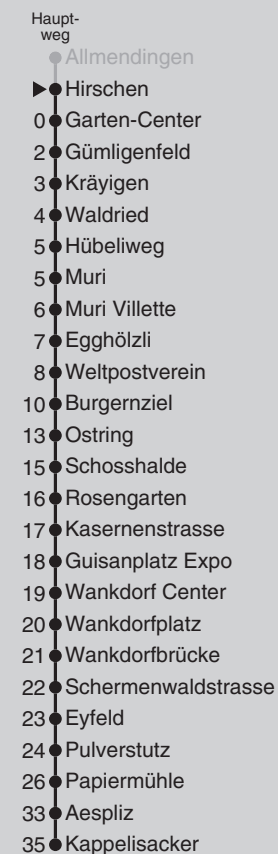 Haupt-
weg
Allmendingen
Hirschen
0 Garten-Center
2 Gümligenfeld
3 Kräyigen
4 Waldried
5 Hübeliweg
5 Muri
6 Muri Villette
7 Egghölzli
8 Weltpostverein
10 Burgernziel
13 Ostring
15 Schosshalde
16 Rosengarten
17 Kasernenstrasse
18 Guisanplatz Expo
19 Wankdorf Center
20 Wankdorfplatz
21 Wankdorfbrücke
22 Schermenwaldstrasse
23 Eyfeld
24 Pulverstutz
26 Papiermühle
33 Aespliz
35 Kappelisacker